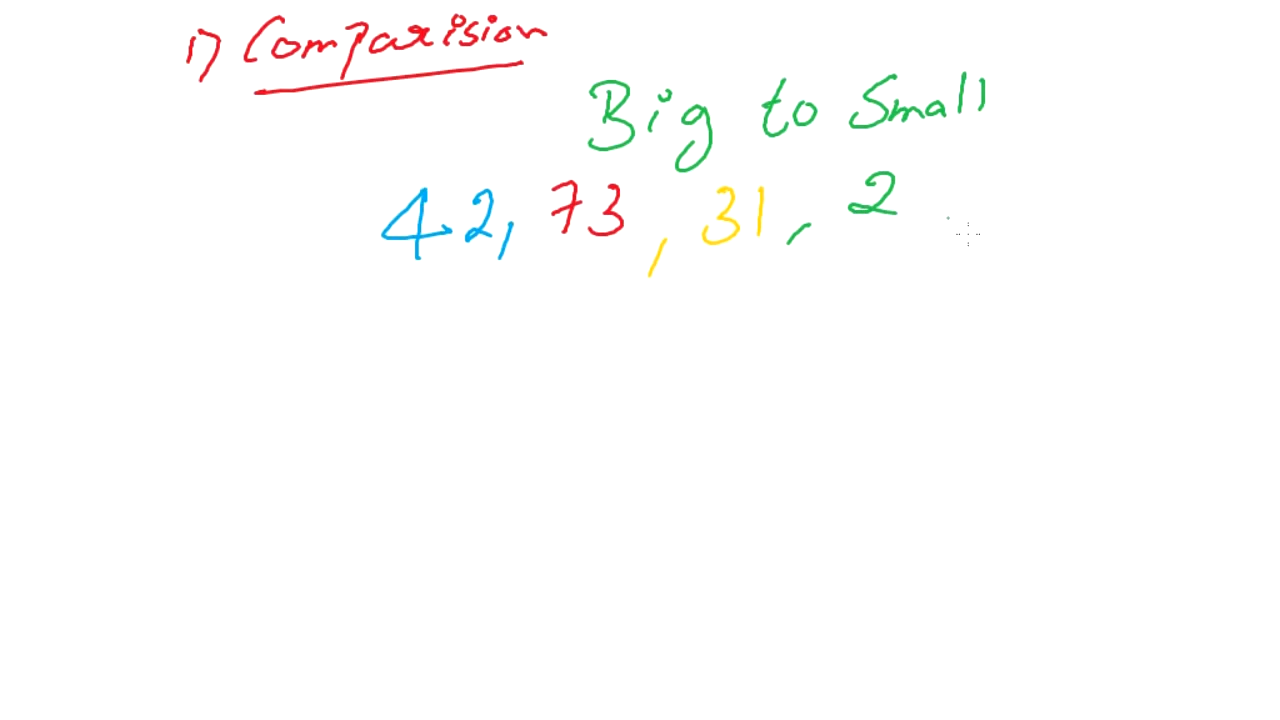 1) Comparision
Big to Small
42, 73, 31, 2